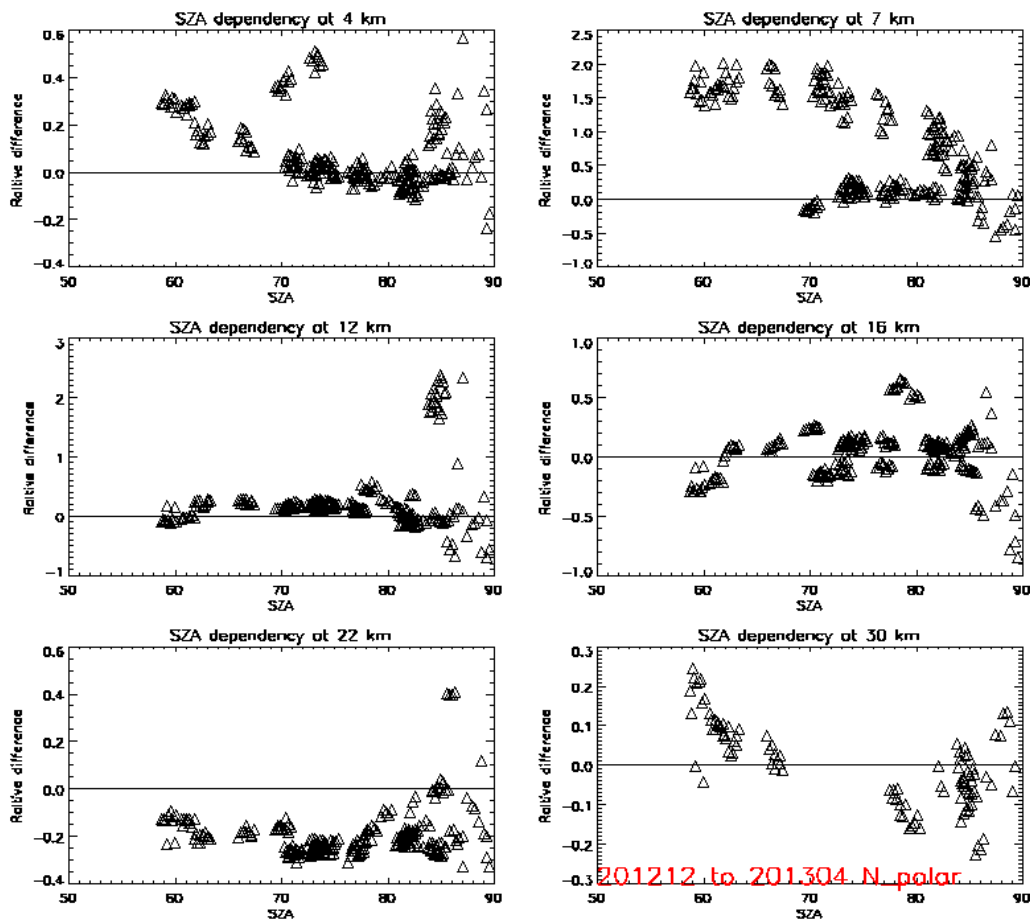 SZA dependency at 4 km
Raltive difference
0.6
0.4
0.2
0.0
-0.2
-0.4
50 60 70 80 90
SZA
SZA dependency at 7 km
Raltive difference
2.5
2.0
1.5
1.0
0.5
0.0
-0.5
-1.0
50 60 70 80 90
SZA
SZA dependency at 12 km
Raltive difference
3
2
1
0
-1
50 60 70 80 90
SZA
SZA dependency at 16 km
Raltive difference
1.0
0.5
0.0
-0.5
-1.0
50 60 70 80 90
SZA
SZA dependency at 22 km
Raltive difference
0.6
0.4
0.2
0.0
-0.2
-0.4
50 60 70 80 90
SZA
SZA dependency at 30 km
Raltive difference
0.3
0.2
0.1
0.0
-0.1
-0.2
-0.3
50 60 70 80 90
SZA
201212 to 201304 N_polar